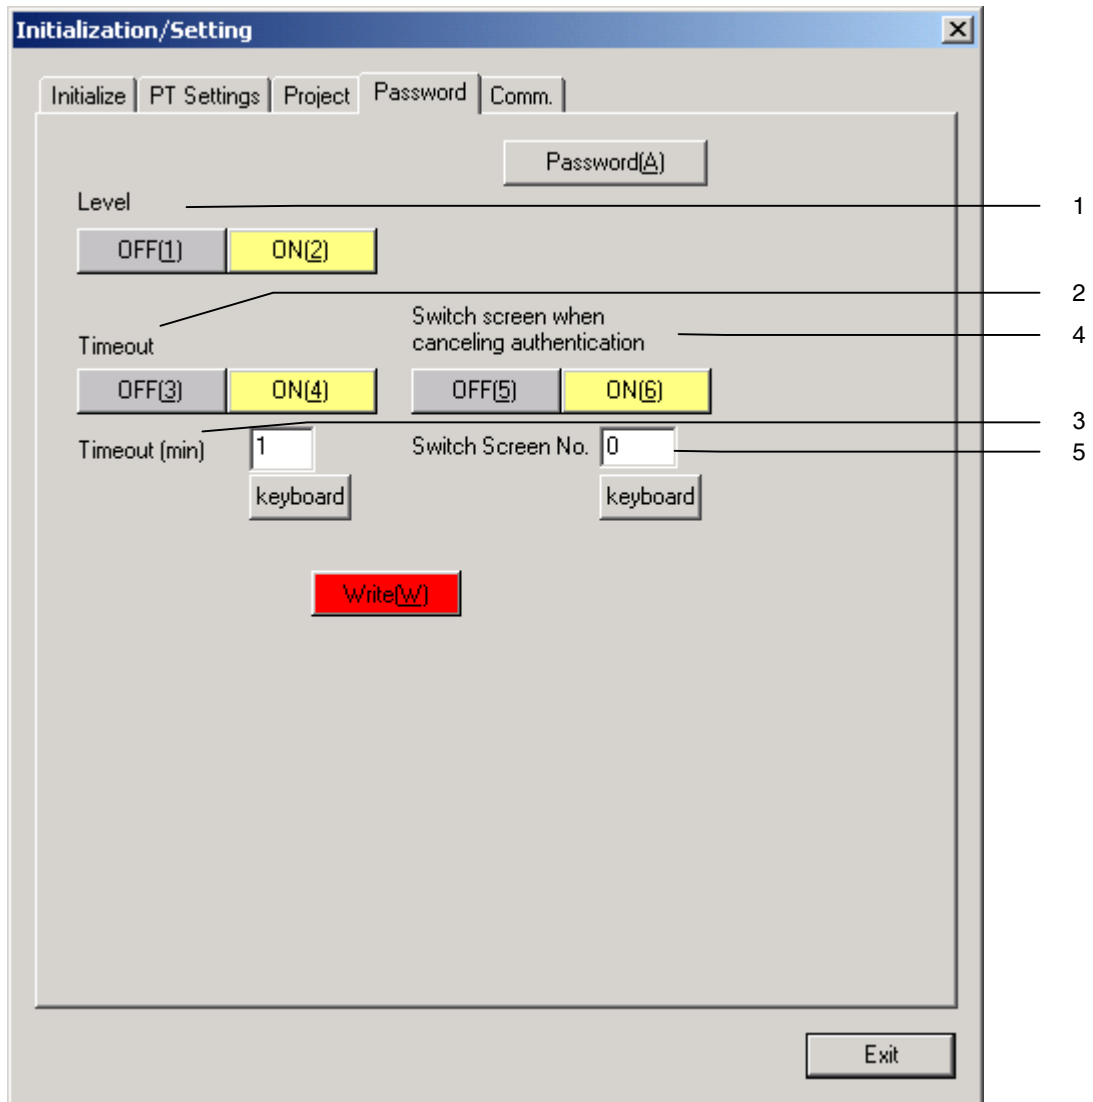 Initialization/Setting
Initialize PT Settings Project Password Comm.
Password(A)
Level 1
OFF(1) ON(2)
2
Switch screen when
canceling authentication 4
Timeout
OFF(3) ON(4) OFF(5) ON(6)
3
Timeout (min) 1 Switch Screen No. 0 5
keyboard keyboard
Write(W)
Exit